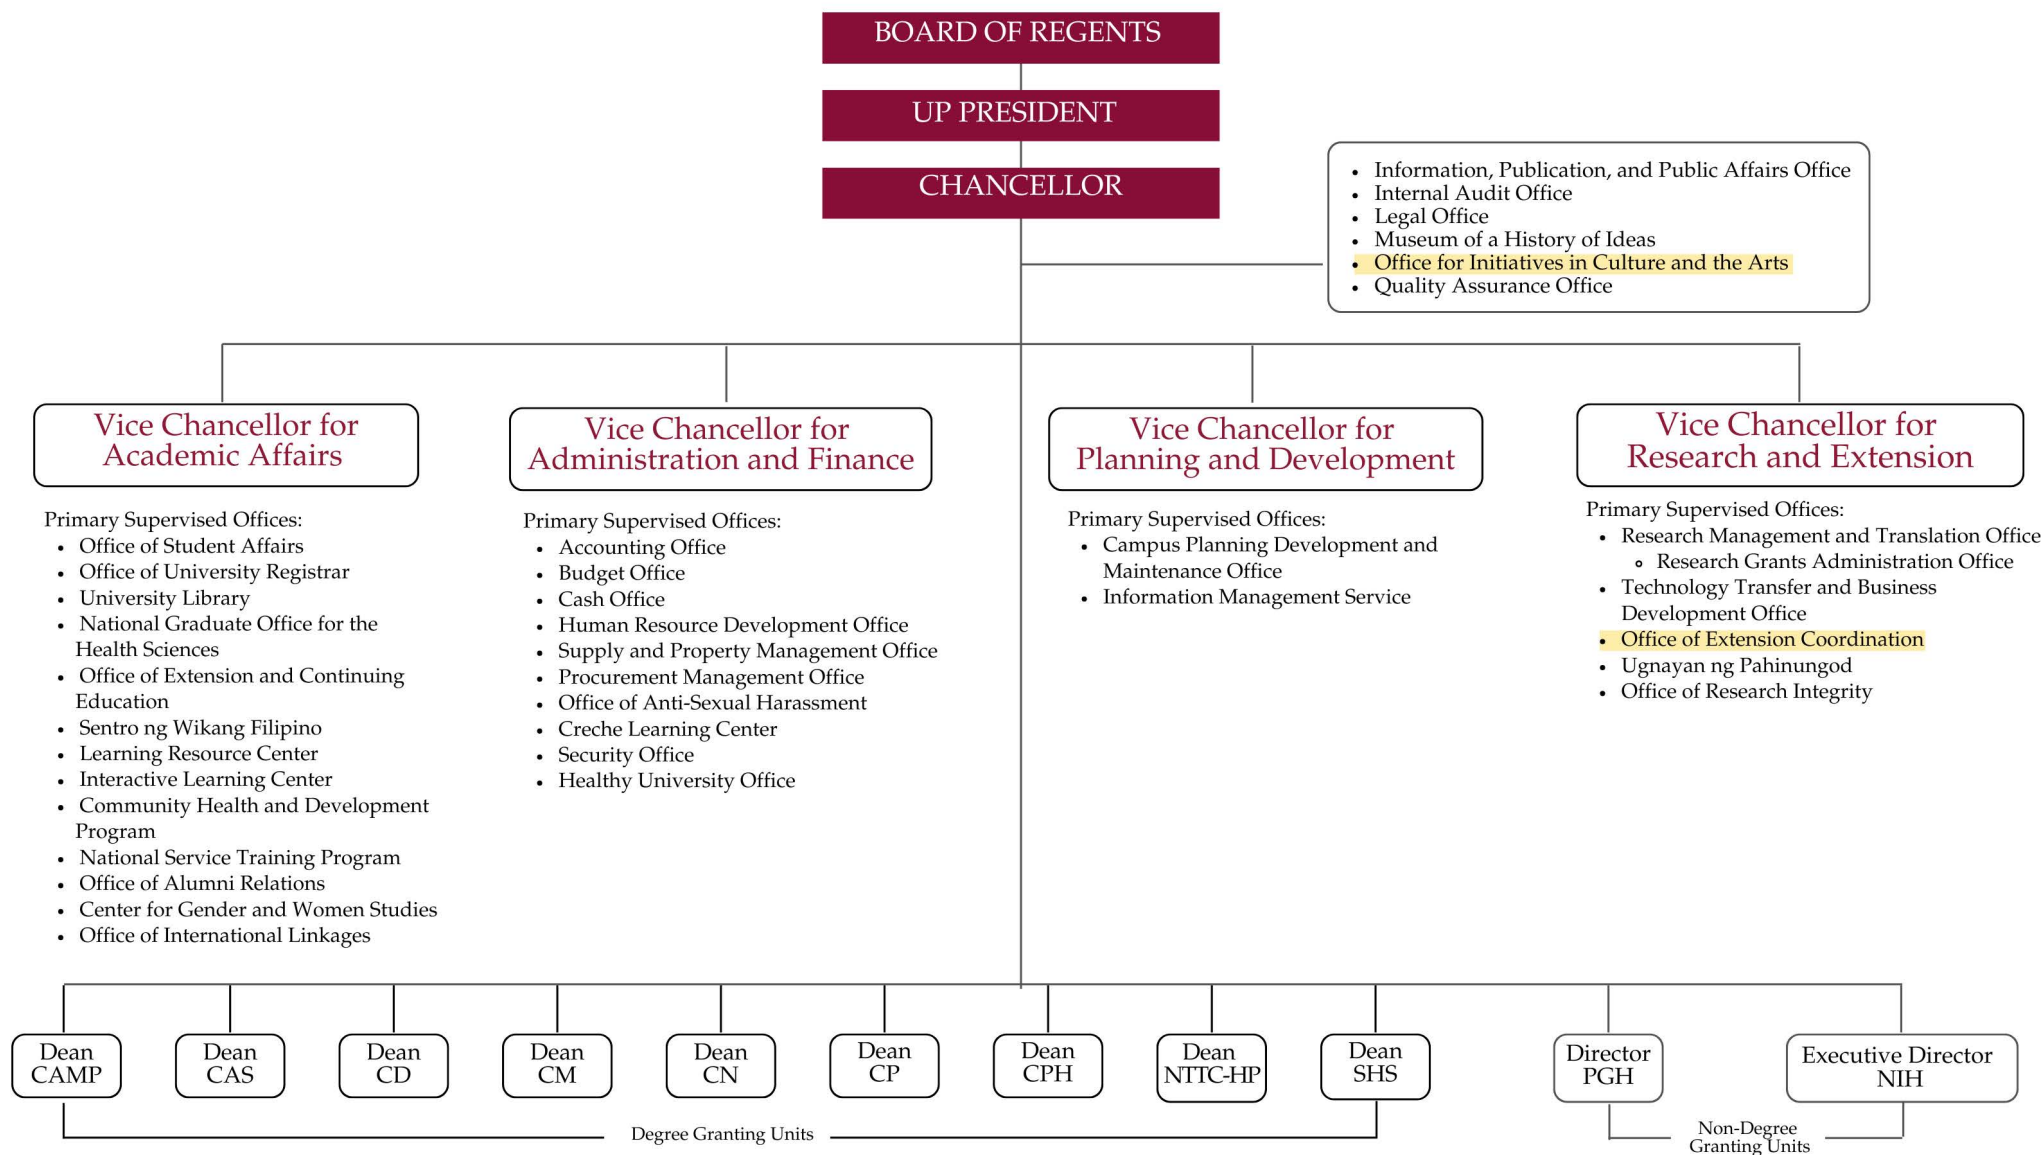 BOARD OF REGENTS
UP PRESIDENT
CHANCELLOR
• Information, Publication, and Public Affairs Office
• Internal Audit Office
• Legal Office
• Museum of a History of Ideas
• Office for Initiatives in Culture and the Arts
• Quality Assurance Office
Vice Chancellor for
Academic Affairs
Primary Supervised Offices:
• Office of Student Affairs
• Office of University Registrar
• University Library
• National Graduate Office for the
Health Sciences
• Office of Extension and Continuing
Education
• Sentro ng Wikang Filipino
• Learning Resource Center
• Interactive Learning Center
• Community Health and Development
Program
• National Service Training Program
• Office of Alumni Relations
• Center for Gender and Women Studies
• Office of International Linkages
Vice Chancellor for
Administration and Finance
Primary Supervised Offices:
• Accounting Office
• Budget Office
• Cash Office
• Human Resource Development Office
• Supply and Property Management Office
• Procurement Management Office
• Office of Anti-Sexual Harassment
• Creche Learning Center
• Security Office
• Healthy University Office
Vice Chancellor for
Planning and Development
Primary Supervised Offices:
• Campus Planning Development and
Maintenance Office
• Information Management Service
Vice Chancellor for
Research and Extension
Primary Supervised Offices:
• Research Management and Translation Office
∘ Research Grants Administration Office
• Technology Transfer and Business
Development Office
• Office of Extension Coordination
• Ugnayan ng Pahinungod
• Office of Research Integrity
Dean
CAMP
Dean
CAS
Dean
CD
Dean
CM
Dean
CN
Dean
CP
Dean
CPH
Dean
NTTC-HP
Dean
SHS
Director
PGH
Executive Director
NIH
Degree Granting Units
Non-Degree
Granting Units